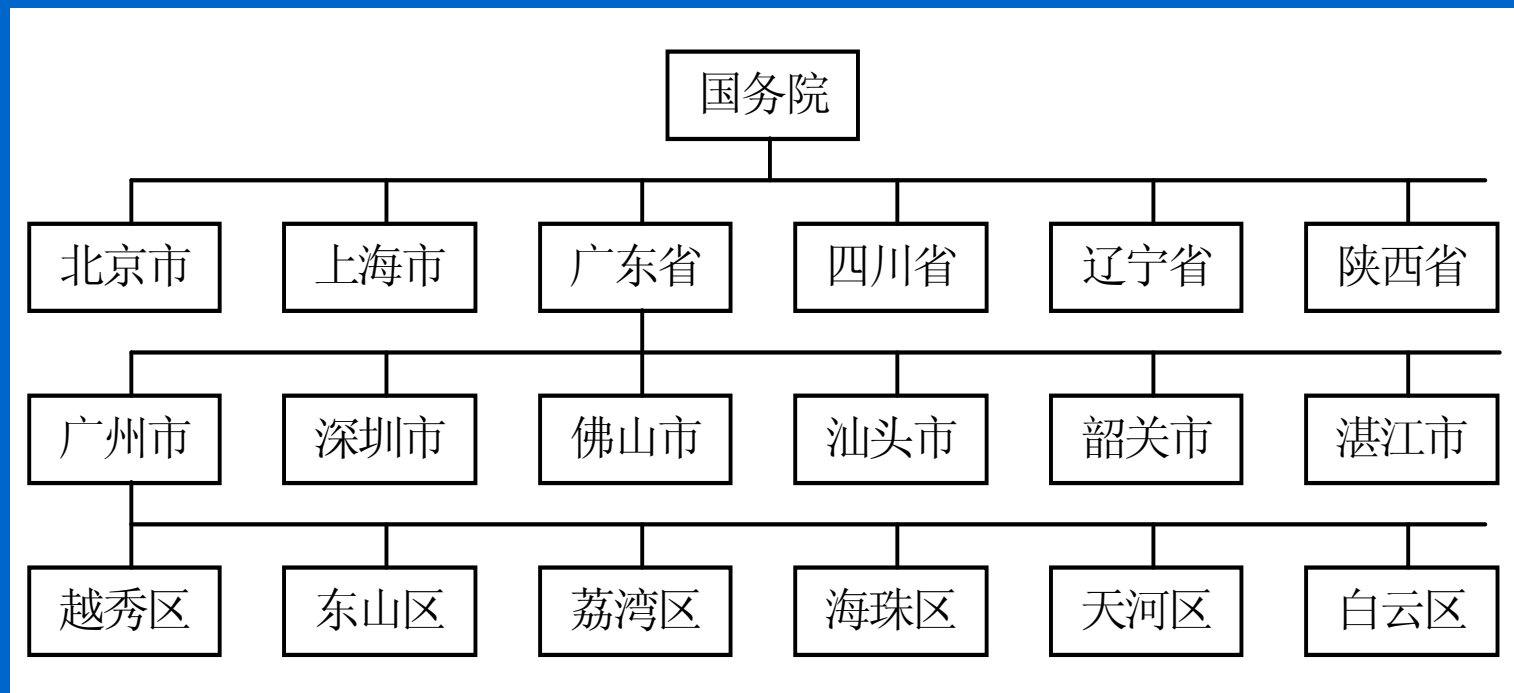 国务院
北京市 上海市 广东省 四川省 辽宁省 陕西省
广州市 深圳市 佛山市 汕头市 韶关市 湛江市
越秀区 东山区 荔湾区 海珠区 天河区 白云区